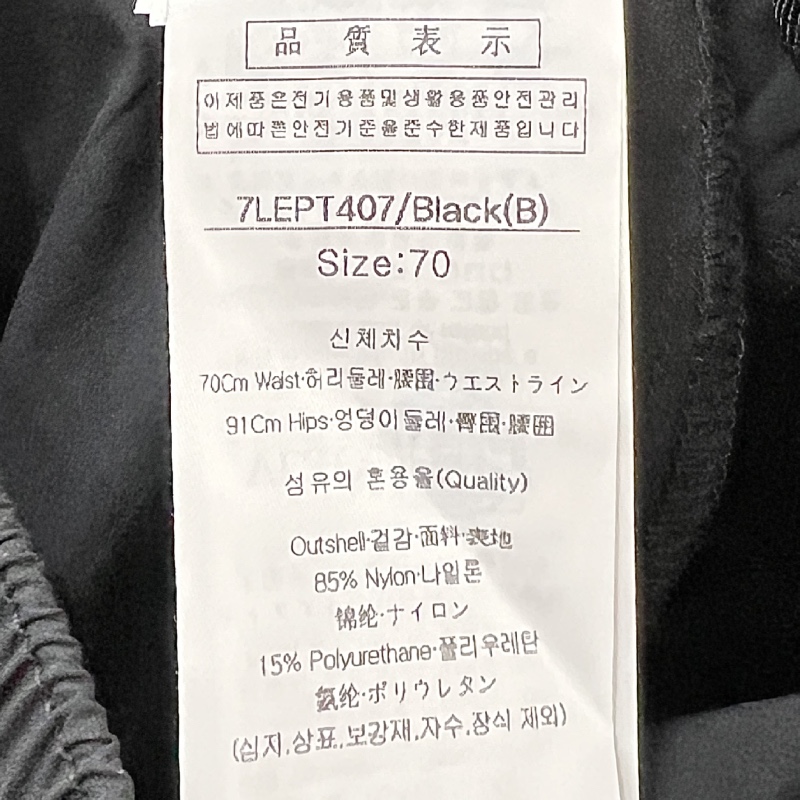 品質表示
이제품은전기용품및생활용품안전관리
법에따른안전기준을준수한제품입니다
7LEPT407/Black(B)
Size:70
신체치수
70Cm Waist·허리둘레·腰围·ウエストライン
91Cm Hips·엉덩이둘레·臀围·腰囲
섬유의 혼용율(Quality)
Outshell·겉감·面料·表地
85% Nylon·나일론
锦纶·ナイロン
15% Polyurethane·폴리우레탄
氨纶·ポリウレタン
(심지,상표,보강재,자수,장식 제외)